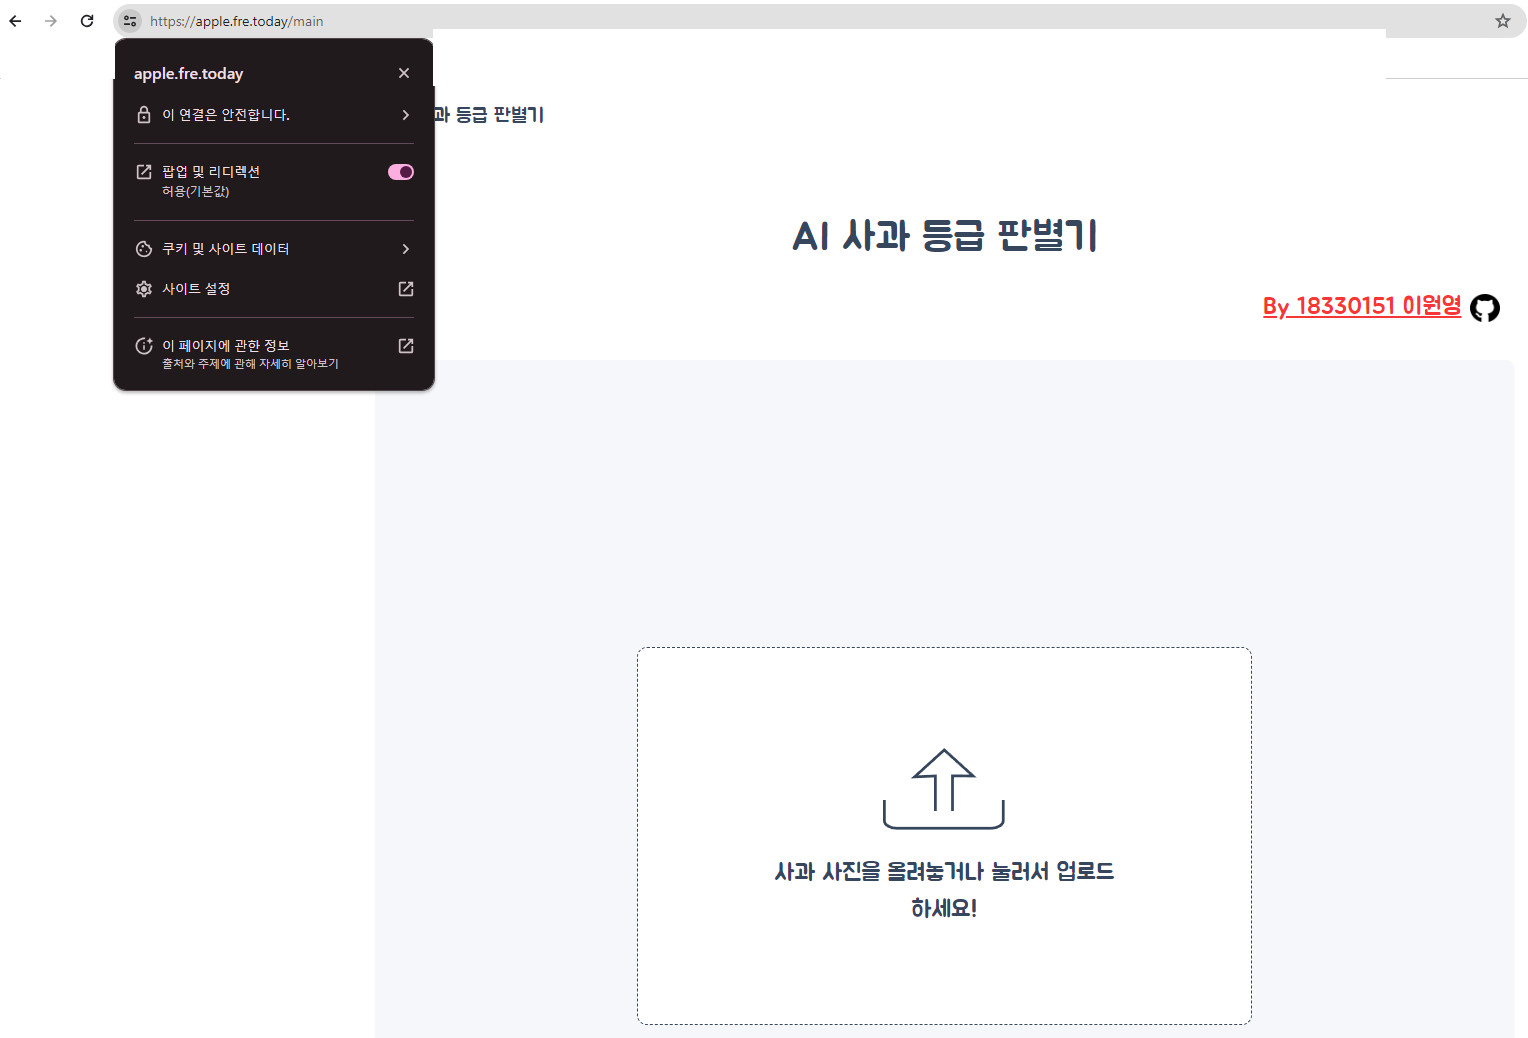 https://apple.fre.today/main
apple.fre.today
이 연결은 안전합니다.
팝업 및 리디렉션
허용(기본값)
쿠키 및 사이트 데이터
사이트 설정
이 페이지에 관한 정보
출처와 주제에 관해 자세히 알아보기
과 등급 판별기
AI 사과 등급 판별기
By 18330151 이원영
사과 사진을 올려놓거나 눌러서 업로드
하세요!